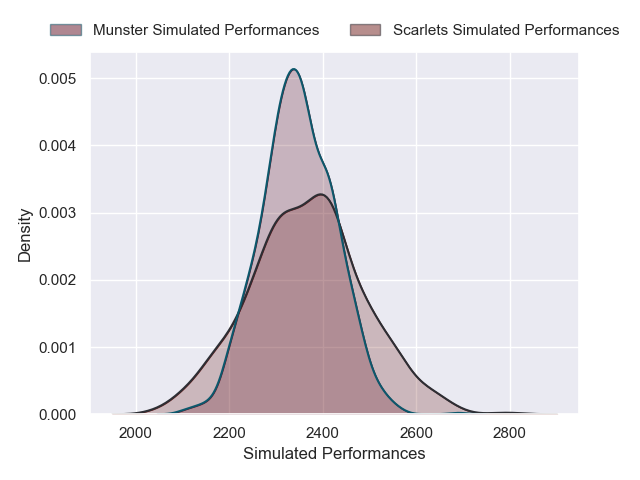 Munster Simulated Performances
Scarlets Simulated Performances
0.005
0.004
0.003
0.002
0.001
0.000
Density
2000 2200 2400 2600 2800
Simulated Performances